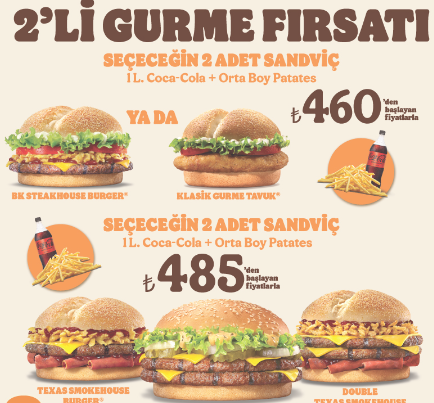 2'Lİ GURME FIRSATI
SEÇECEĞİN 2 ADET SANDVİÇ
1 L. Coca-Cola + Orta Boy Patates
YA DA
₺460'den
başlayan
fiyatlarla
BK STEAKHOUSE BURGER®
KLASİK GURME TAVUK®
SEÇECEĞİN 2 ADET SANDVİÇ
1 L. Coca-Cola + Orta Boy Patates
₺485'den
başlayan
fiyatlarla
TEXAS SMOKEHOUSE
BURGER®
DOUBLE
TEXAS SMOKEHOUSE